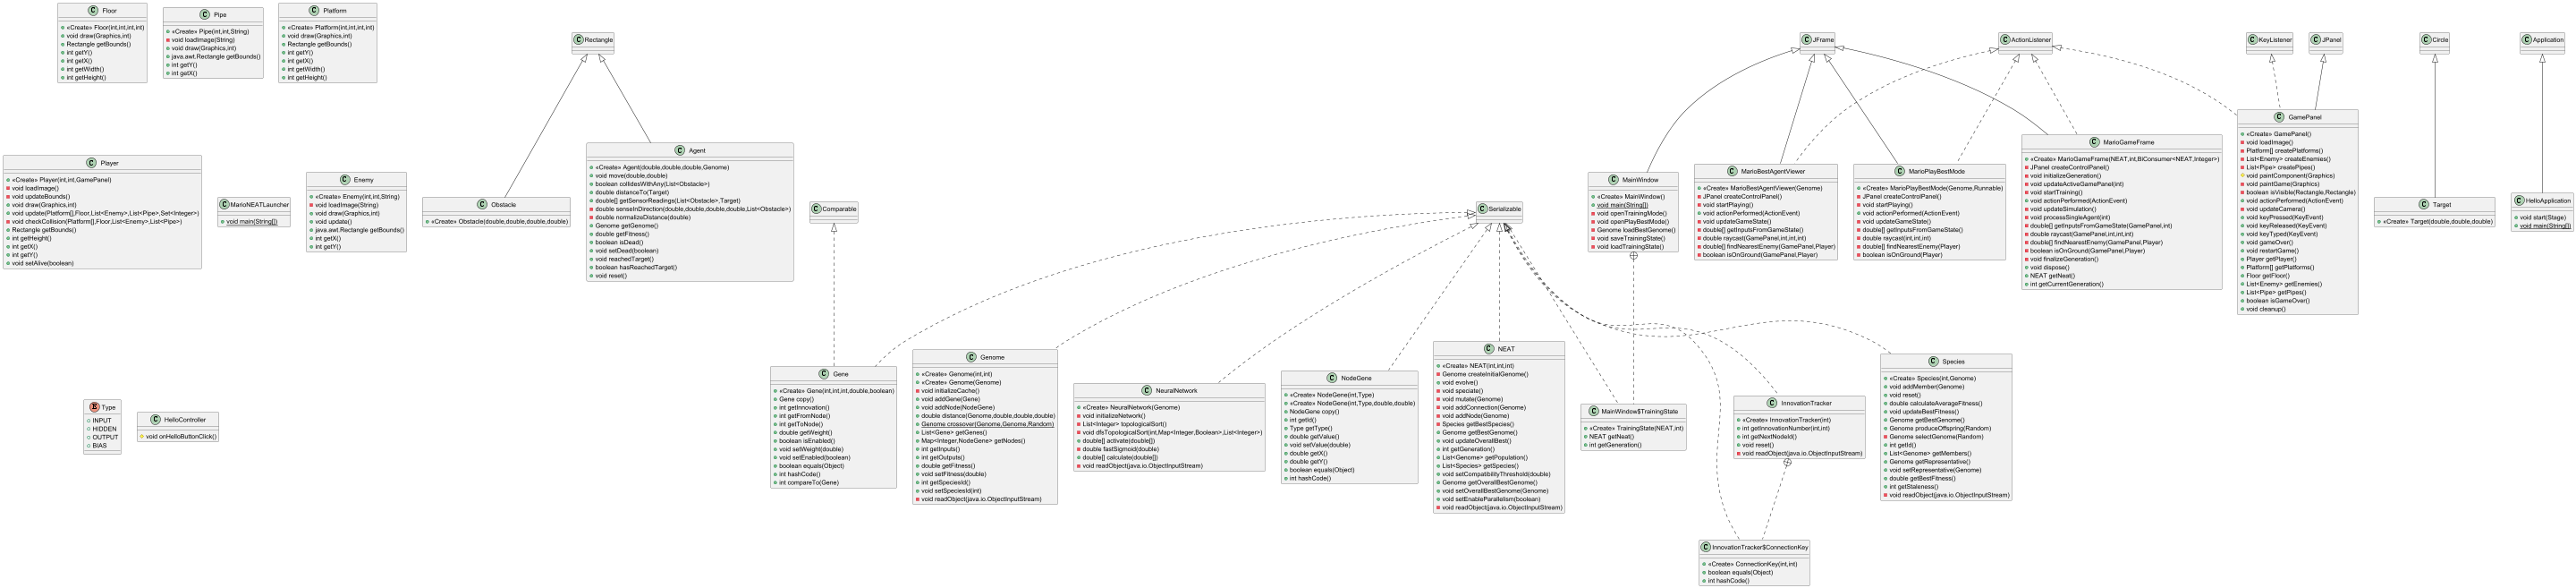 Floor
«Create» Floor(int,int,int,int)
void draw(Graphics,int)
Rectangle getBounds()
int getY()
int getX()
int getWidth()
int getHeight()
Pipe
«Create» Pipe(int,int,String)
void loadImage(String)
void draw(Graphics,int)
java.awt.Rectangle getBounds()
int getY()
int getX()
Platform
«Create» Platform(int,int,int,int)
void draw(Graphics,int)
Rectangle getBounds()
int getY()
int getX()
int getWidth()
int getHeight()
Rectangle
JFrame
ActionListener
KeyListener
JPanel
Circle
Application
Player
«Create» Player(int,int,GamePanel)
void loadImage()
void updateBounds()
void draw(Graphics,int)
void update(Platform[],Floor,List<Enemy>,List<Pipe>,Set<Integer>)
void checkCollision(Platform[],Floor,List<Enemy>,List<Pipe>)
Rectangle getBounds()
int getHeight()
int getX()
int getY()
void setAlive(boolean)
MarioNEATLauncher
void main(String[])
Enemy
«Create» Enemy(int,int,String)
void loadImage(String)
void draw(Graphics,int)
void update()
java.awt.Rectangle getBounds()
int getX()
int getY()
Obstacle
«Create» Obstacle(double,double,double,double)
Agent
«Create» Agent(double,double,double,Genome)
void move(double,double)
boolean collidesWithAny(List<Obstacle>)
double distanceTo(Target)
double[] getSensorReadings(List<Obstacle>,Target)
double senseInDirection(double,double,double,double,double,List<Obstacle>)
double normalizeDistance(double)
Genome getGenome()
double getFitness()
boolean isDead()
void setDead(boolean)
void reachedTarget()
boolean hasReachedTarget()
void reset()
Comparable
Serializable
MainWindow
«Create» MainWindow()
void main(String[])
void openTrainingMode()
void openPlayBestMode()
Genome loadBestGenome()
void saveTrainingState()
void loadTrainingState()
MarioBestAgentViewer
«Create» MarioBestAgentViewer(Genome)
JPanel createControlPanel()
void startPlaying()
void actionPerformed(ActionEvent)
void updateGameState()
double[] getInputsFromGameState()
double raycast(GamePanel,int,int,int)
double[] findNearestEnemy(GamePanel,Player)
boolean isOnGround(GamePanel,Player)
MarioPlayBestMode
«Create» MarioPlayBestMode(Genome,Runnable)
JPanel createControlPanel()
void startPlaying()
void actionPerformed(ActionEvent)
void updateGameState()
double[] getInputsFromGameState()
double raycast(int,int,int)
double[] findNearestEnemy(Player)
boolean isOnGround(Player)
MarioGameFrame
«Create» MarioGameFrame(NEAT,int,BiConsumer<NEAT,Integer>)
JPanel createControlPanel()
void initializeGeneration()
void updateActiveGamePanel(int)
void startTraining()
void actionPerformed(ActionEvent)
void updateSimulation()
void processSingleAgent(int)
double[] getInputsFromGameState(GamePanel,int)
double raycast(GamePanel,int,int,int)
double[] findNearestEnemy(GamePanel,Player)
boolean isOnGround(GamePanel,Player)
void finalizeGeneration()
void dispose()
NEAT getNeat()
int getCurrentGeneration()
GamePanel
«Create» GamePanel()
void loadImage()
Platform[] createPlatforms()
List<Enemy> createEnemies()
List<Pipe> createPipes()
void paintComponent(Graphics)
void paintGame(Graphics)
boolean isVisible(Rectangle,Rectangle)
void actionPerformed(ActionEvent)
void updateCamera()
void keyPressed(KeyEvent)
void keyReleased(KeyEvent)
void keyTyped(KeyEvent)
void gameOver()
void restartGame()
Player getPlayer()
Platform[] getPlatforms()
Floor getFloor()
List<Enemy> getEnemies()
List<Pipe> getPipes()
boolean isGameOver()
void cleanup()
Target
«Create» Target(double,double,double)
HelloApplication
void start(Stage)
void main(String[])
Type
INPUT
HIDDEN
OUTPUT
BIAS
HelloController
void onHelloButtonClick()
Gene
«Create» Gene(int,int,int,double,boolean)
Gene copy()
int getInnovation()
int getFromNode()
int getToNode()
double getWeight()
boolean isEnabled()
void setWeight(double)
void setEnabled(boolean)
boolean equals(Object)
int hashCode()
int compareTo(Gene)
Genome
«Create» Genome(int,int)
«Create» Genome(Genome)
void initializeCache()
void addGene(Gene)
void addNode(NodeGene)
double distance(Genome,double,double,double)
Genome crossover(Genome,Genome,Random)
List<Gene> getGenes()
Map<Integer,NodeGene> getNodes()
int getInputs()
int getOutputs()
double getFitness()
void setFitness(double)
int getSpeciesId()
void setSpeciesId(int)
void readObject(java.io.ObjectInputStream)
NeuralNetwork
«Create» NeuralNetwork(Genome)
void initializeNetwork()
List<Integer> topologicalSort()
void dfsTopologicalSort(int,Map<Integer,Boolean>,List<Integer>)
double[] activate(double[])
double fastSigmoid(double)
double[] calculate(double[])
void readObject(java.io.ObjectInputStream)
NodeGene
«Create» NodeGene(int,Type)
«Create» NodeGene(int,Type,double,double)
NodeGene copy()
int getId()
Type getType()
double getValue()
void setValue(double)
double getX()
double getY()
boolean equals(Object)
int hashCode()
NEAT
«Create» NEAT(int,int,int)
Genome createInitialGenome()
void evolve()
void speciate()
void mutate(Genome)
void addConnection(Genome)
void addNode(Genome)
Species getBestSpecies()
Genome getBestGenome()
void updateOverallBest()
int getGeneration()
List<Genome> getPopulation()
List<Species> getSpecies()
void setCompatibilityThreshold(double)
Genome getOverallBestGenome()
void setOverallBestGenome(Genome)
void setEnableParallelism(boolean)
void readObject(java.io.ObjectInputStream)
MainWindow$TrainingState
«Create» TrainingState(NEAT,int)
NEAT getNeat()
int getGeneration()
InnovationTracker
«Create» InnovationTracker(int)
int getInnovationNumber(int,int)
int getNextNodeId()
void reset()
void readObject(java.io.ObjectInputStream)
Species
«Create» Species(int,Genome)
void addMember(Genome)
void reset()
double calculateAverageFitness()
void updateBestFitness()
Genome getBestGenome()
Genome produceOffspring(Random)
Genome selectGenome(Random)
int getId()
List<Genome> getMembers()
Genome getRepresentative()
void setRepresentative(Genome)
double getBestFitness()
int getStaleness()
void readObject(java.io.ObjectInputStream)
InnovationTracker$ConnectionKey
«Create» ConnectionKey(int,int)
boolean equals(Object)
int hashCode()